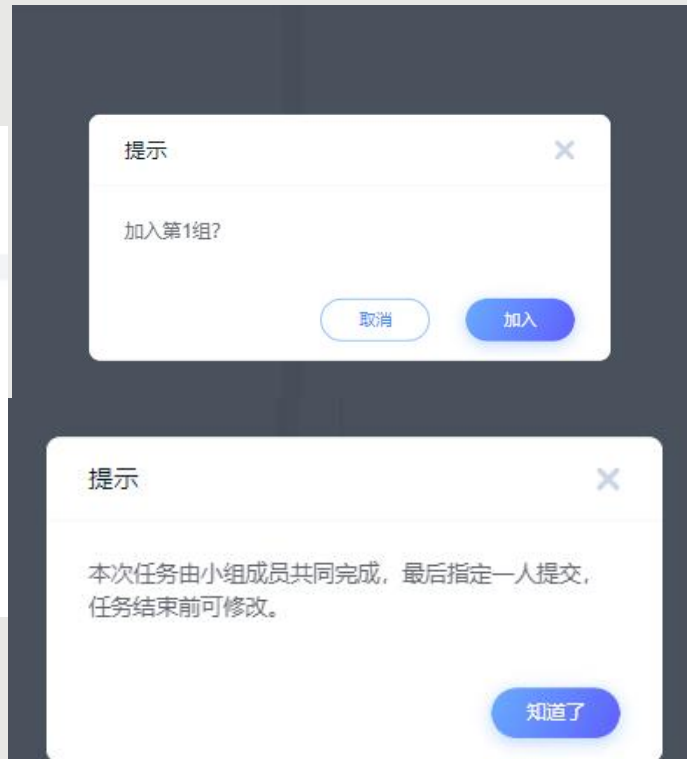 提示
加入第1组?
取消
加入
提示
本次任务由小组成员共同完成，最后指定一人提交，
任务结束前可修改。
知道了